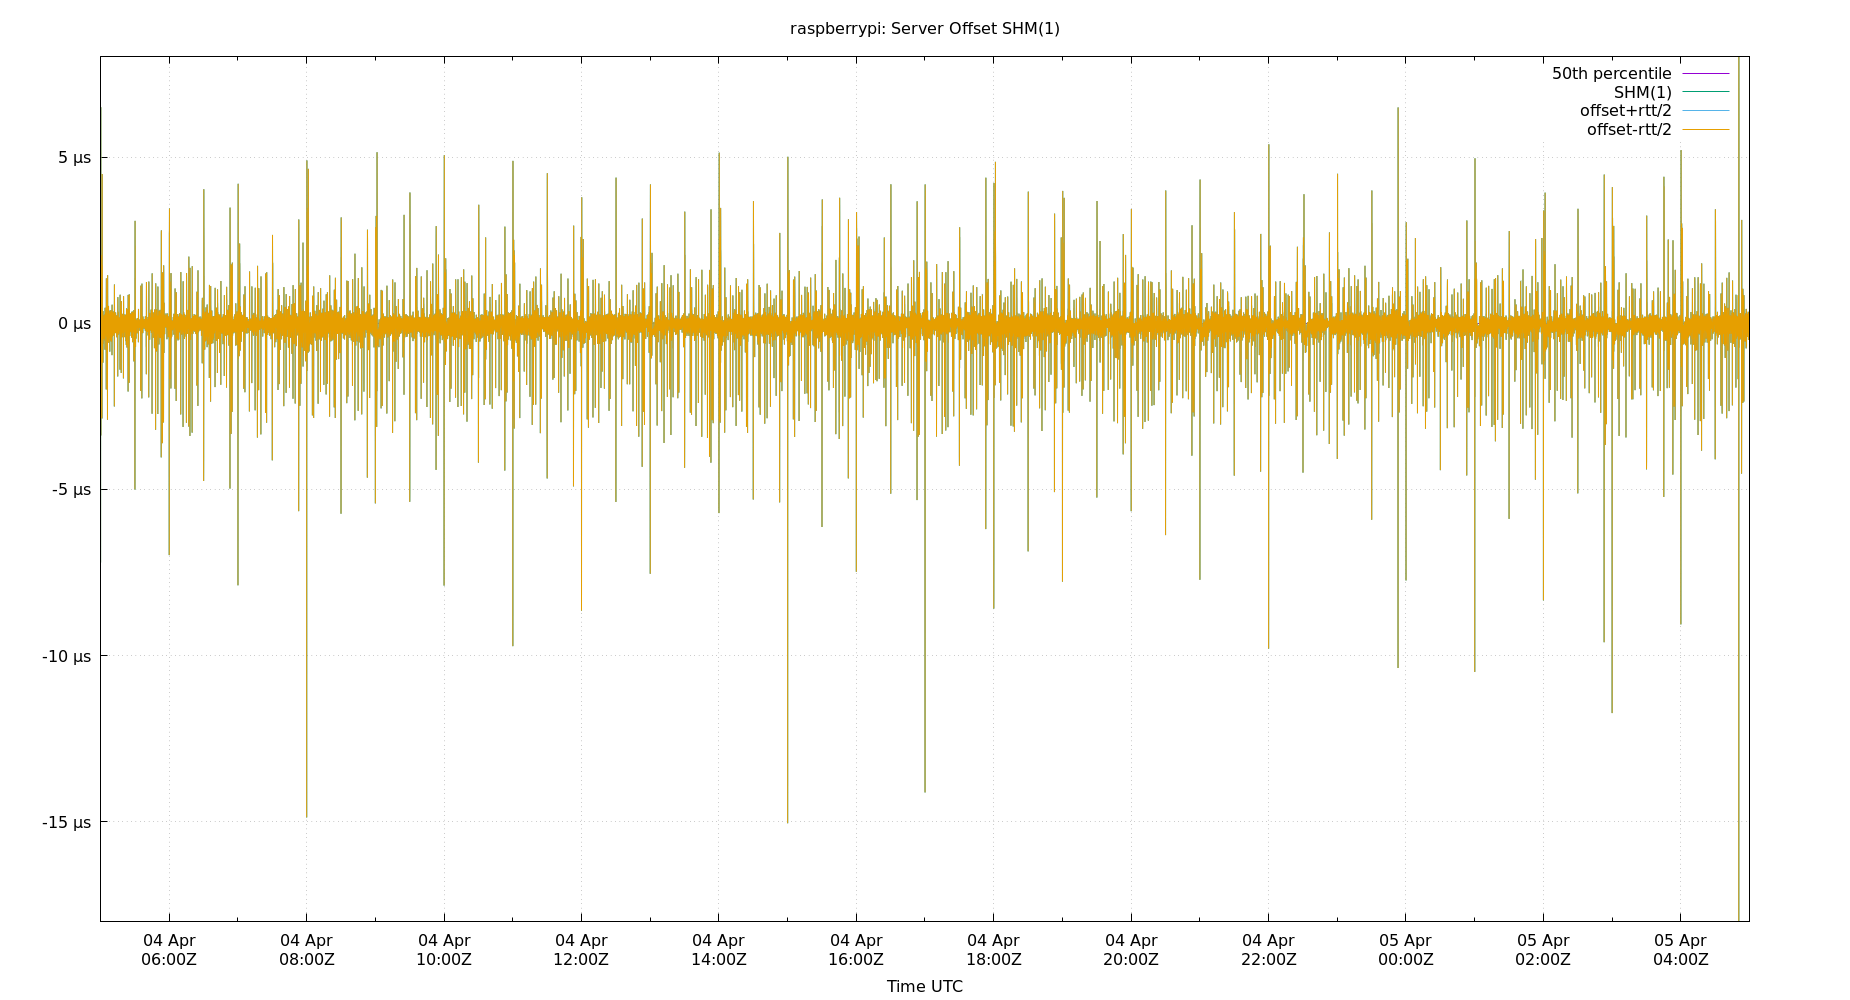 raspberrypi: Server Offset SHM(1)
50th percentile
SHM(1)
offset+rtt/2
offset-rtt/2
5 µs
0 µs
-5 µs
-10 µs
-15 µs
04 Apr 04 Apr 04 Apr 04 Apr 04 Apr 04 Apr 04 Apr 04 Apr 04 Apr 05 Apr 05 Apr 05 Apr
06:00Z 08:00Z 10:00Z 12:00Z 14:00Z 16:00Z 18:00Z 20:00Z 22:00Z 00:00Z 02:00Z 04:00Z
Time UTC